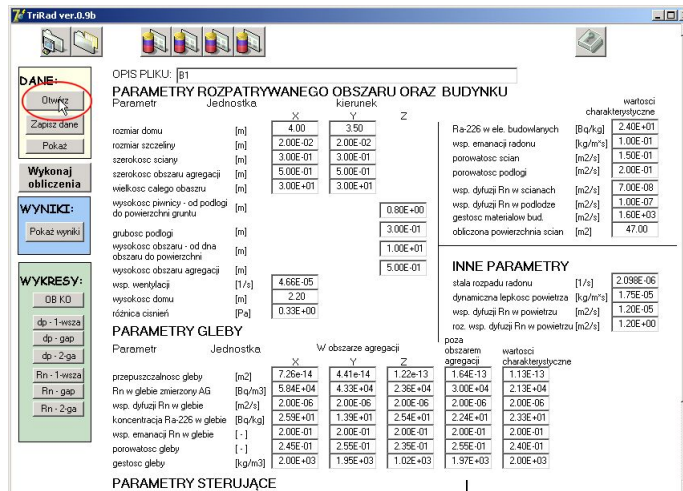 TriRad ver.0.9b
OPIS PLIKU: B1
DANE:
Otwórz
Zapisz dane
Pokaż
Wykonaj
obliczenia
WYNIKI:
Pokaż wyniki
WYKRESY:
OB KO
dp - 1-wsza
dp - gap
dp - 2-ga
Rn - 1-wsza
Rn - gap
Rn - 2-ga
PARAMETRY ROZPATRYWANEGO OBSZARU ORAZ BUDYNKU
Parametr Jednostka kierunek
X Y Z
rozmiar domu [m] 4.00 3.50
rozmiar szczeliny [m] 2.00E-02 2.00E-02
szerokosc sciany [m] 3.00E-01 3.00E-01
szerokosc obszaru agregacji [m] 5.00E-01 5.00E-01
wielkosc calego obaszru [m] 3.00E+01 3.00E+01
wysokosc piwnicy - od podlogi
do powierzchni gruntu [m] 0.80E+00
grubosc podlogi [m] 3.00E-01
wysokosc obszaru - od dna
obszaru do powierzchni [m] 1.00E+01
wysokosc obszaru agregacji [m] 5.00E-01
wsp. wentylacji [1/s] 4.66E-05
wysokosc domu [m] 2.20
różnica cisnień [Pa] 0.33E+00
wartosci
charakterystyczne
Ra-226 w ele. budowlanych [Bq/kg] 2.40E+01
wsp. emanacji radonu [kg/m*s] 1.00E-01
porowatosc scian [m2/s] 1.50E-01
porowatosc podlogi [m2/s] 2.00E-01
wsp. dyfuzji Rn w scianach [m2/s] 7.00E-08
wsp. dyfuzji Rn w podlodze [m2/s] 1.00E-07
gestosc materialow bud. [m2/s] 1.60E+03
obliczona powierzchnia scian [m2] 47.00
INNE PARAMETRY
stala rozpadu radonu [1/s] 2.098E-06
dynamiczna lepkosc powietrza [kg/m*s] 1.75E-05
wsp. dyfuzji Rn w powietrzu [m2/s] 1.20E-05
roz. wsp. dyfuzji Rn w powietrzu [m2/s] 1.20E+00
PARAMETRY GLEBY
Parametr Jednostka W obszarze agregacji poza
obszarem
agregacji wartosci
charakterystyczne
X Y Z
przepuszczalnosc gleby [m2] 7.26e-14 4.41e-14 1.22e-13 1.64E-13 1.13E-13
Rn w glebie zmierzony AG [Bq/m3] 5.84E+04 4.33E+04 2.36E+04 3.00E+04 2.13E+04
wsp. dyfuzji Rn w glebie [m2/s] 2.00E-06 2.00E-06 2.00E-06 2.00E-06 2.00E-06
koncentracja Ra-226 w glebie [Bq/kg] 2.59E+01 1.39E+01 2.54E+01 2.24E+01 2.33E+01
wsp. emanacji Rn w glebie [-] 2.00E-01 2.00E-01 2.00E-01 2.00E-01 2.00E-01
porowatosc gleby [-] 2.45E-01 2.55E-01 2.35E-01 2.55E-01 2.40E-01
gestosc gleby [kg/m3] 2.00E+03 1.95E+03 1.02E+03 1.97E+03 2.00E+03
PARAMETRY STERUJĄCE